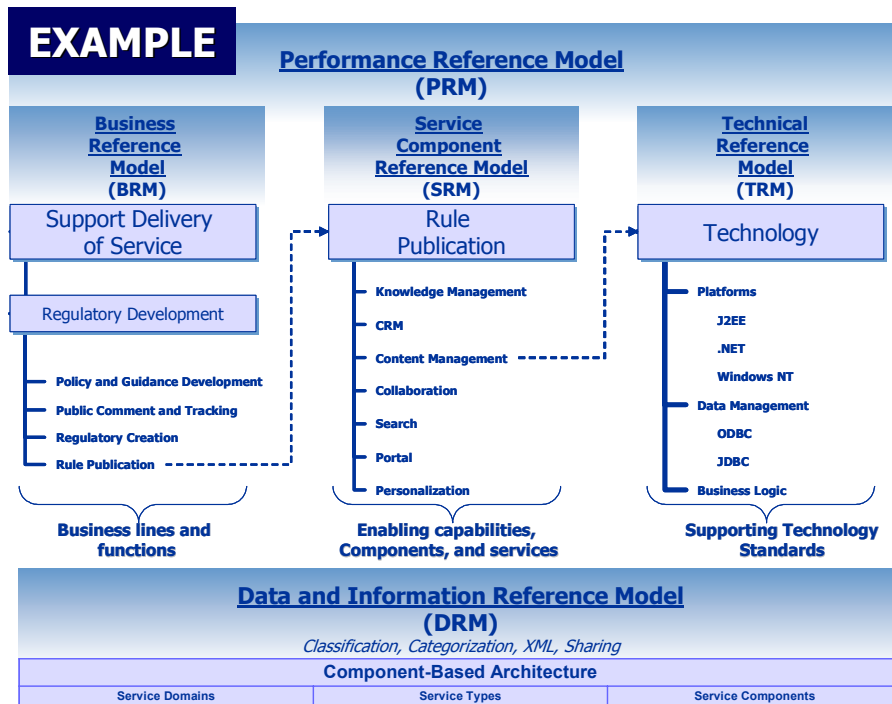 EXAMPLE
Performance Reference Model
(PRM)
Business
Reference
Model
(BRM)
Support Delivery
of Service
Regulatory Development
Policy and Guidance Development
Public Comment and Tracking
Regulatory Creation
Rule Publication
Business lines and
functions
Service
Component
Reference Model
(SRM)
Rule
Publication
Knowledge Management
CRM
Content Management
Collaboration
Search
Portal
Personalization
Enabling capabilities,
Components, and services
Technical
Reference
Model
(TRM)
Technology
Platforms
J2EE
.NET
Windows NT
Data Management
ODBC
JDBC
Business Logic
Supporting Technology
Standards
Data and Information Reference Model
(DRM)
Classification, Categorization, XML, Sharing
Component-Based Architecture
Service Domains
Service Types
Service Components